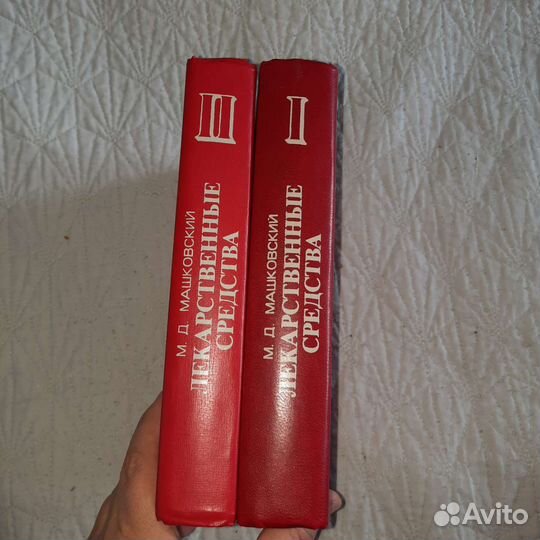 II
М. Д. МАШКОВСКИЙ
ЛЕКАРСТВЕННЫЕ
СРЕДСТВА
I
М. Д. МАШКОВСКИЙ
ЛЕКАРСТВЕННЫЕ
СРЕДСТВА
Avito